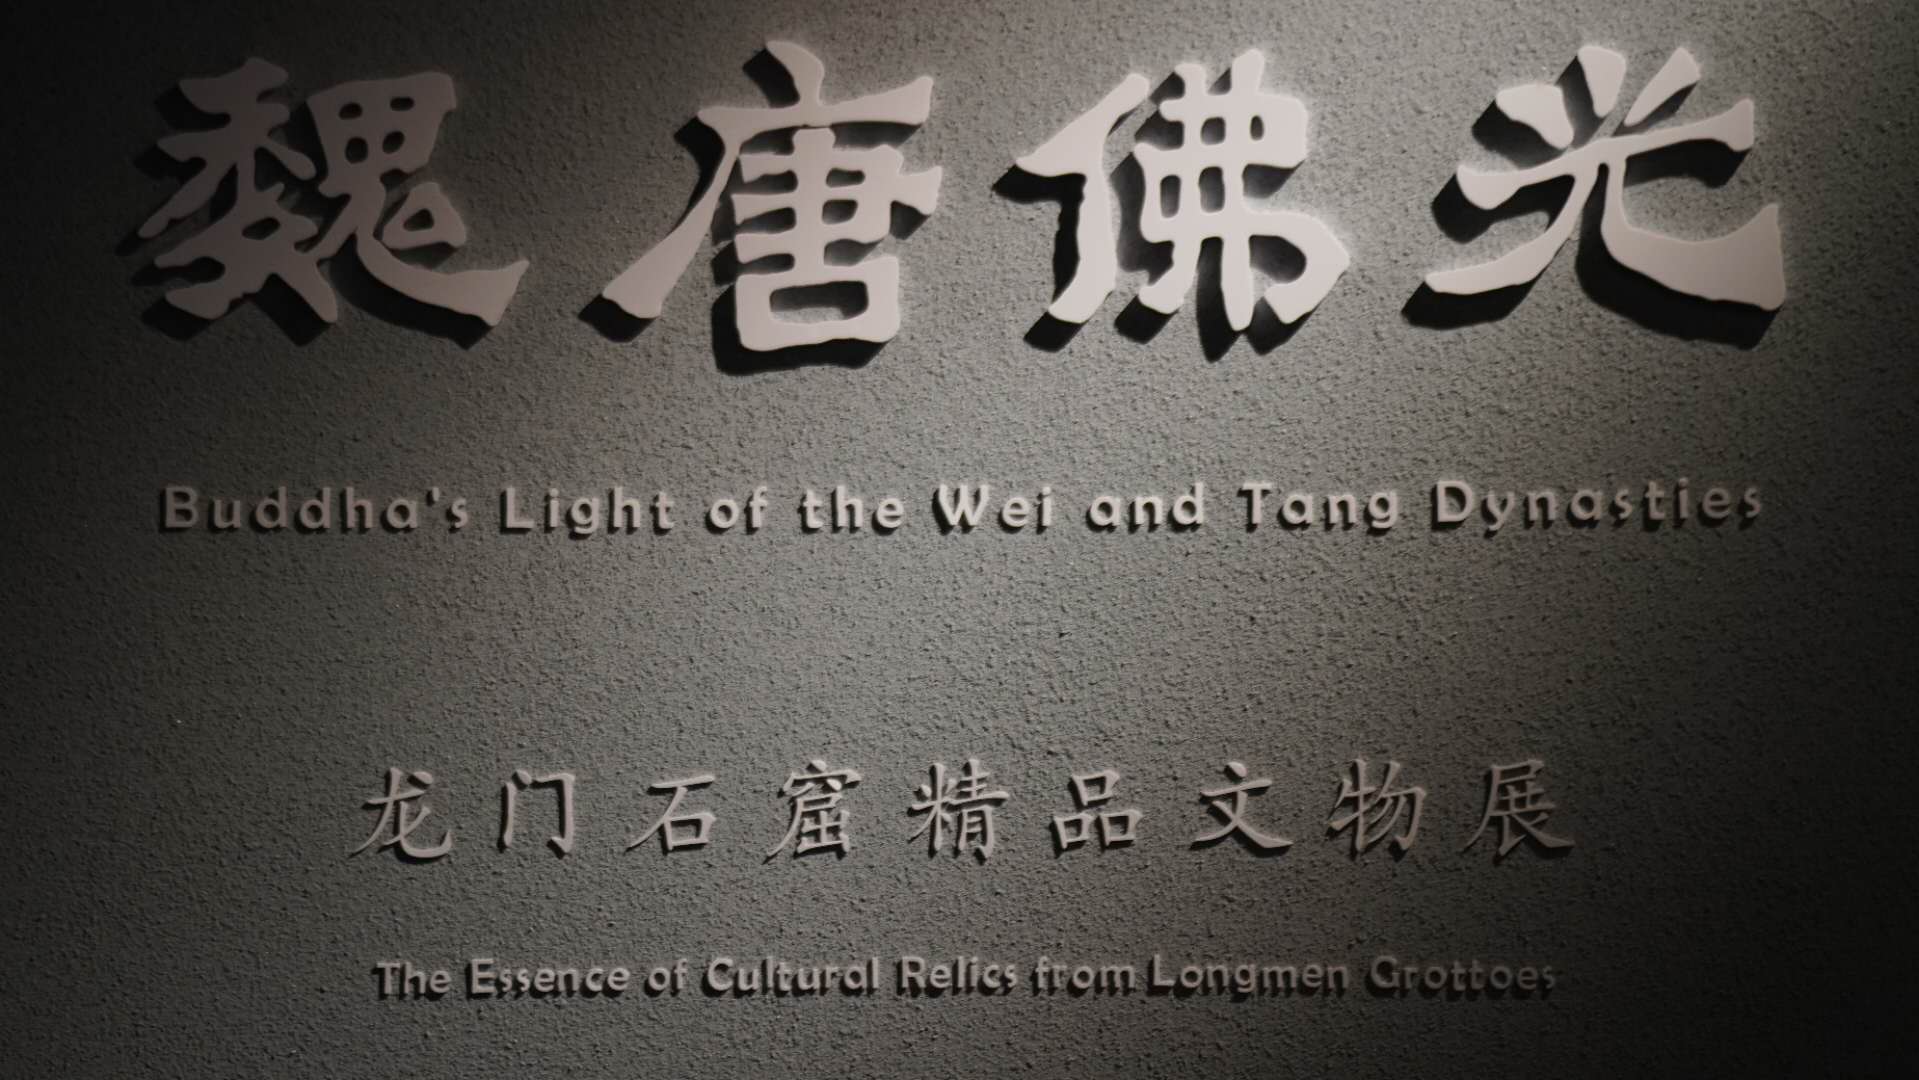 魏唐佛光
Buddha's Light of the Wei and Tang Dynasties
龙门石窟精品文物展
The Essence of Cultural Relics from Longmen Grottoes